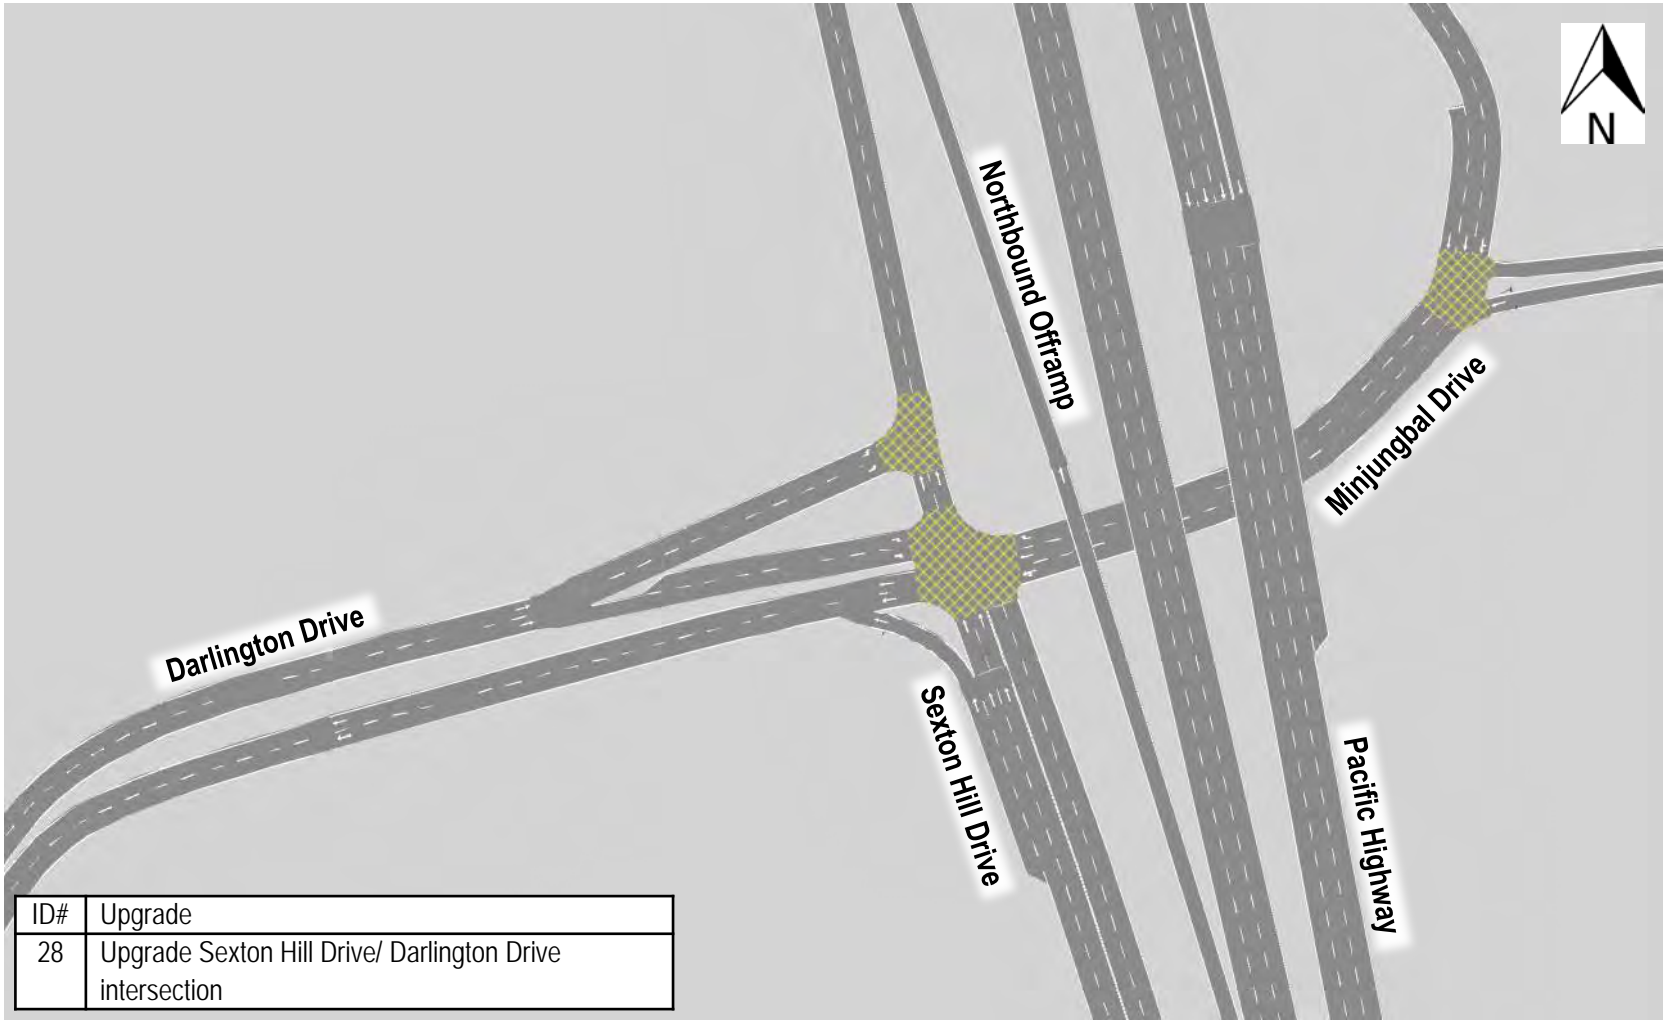 N
Northbound Offramp
Minjungbal Drive
Darlington Drive
Sexton Hill Drive
Pacific Highway
ID# Upgrade
28 Upgrade Sexton Hill Drive/ Darlington Drive
intersection